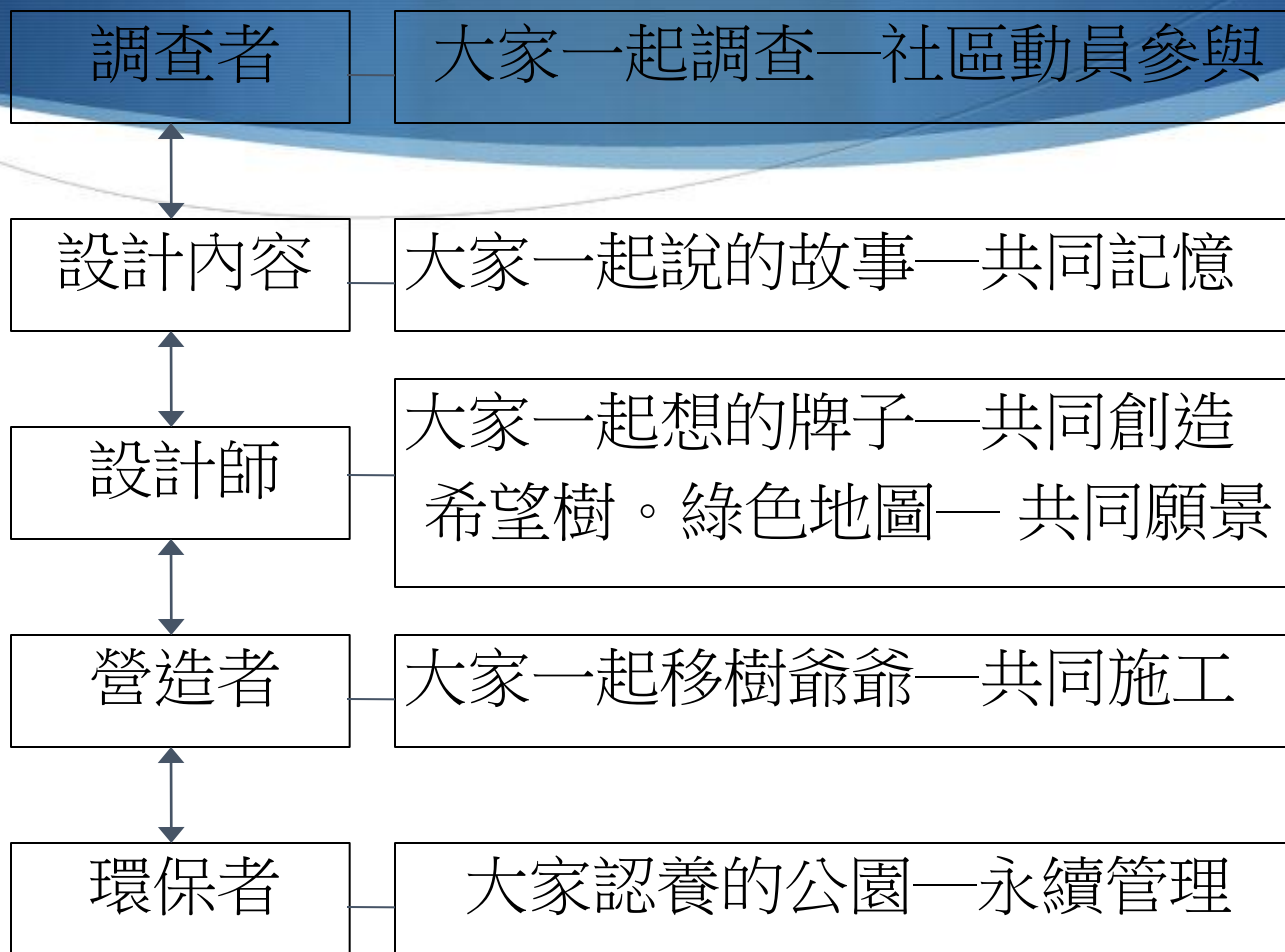 調查者
大家一起調查—社區動員參與
設計內容
大家一起說的故事—共同記憶
設計師
大家一起想的牌子—共同創造
希望樹。綠色地圖— 共同願景
營造者
大家一起移樹爺爺—共同施工
環保者
大家認養的公園—永續管理